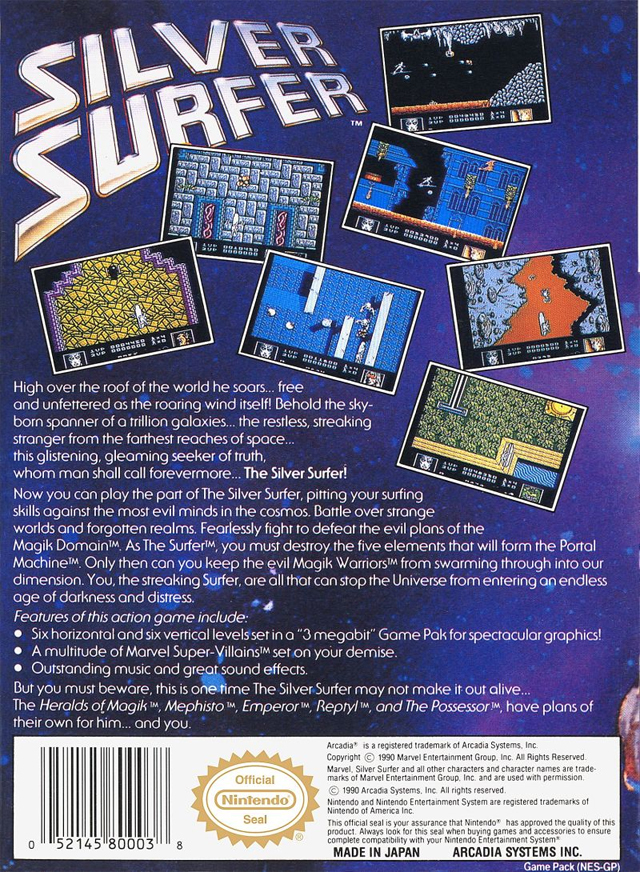 SILVER
SURFER™
High over the roof of the world he soars... free
and unfettered as the roaring wind itself! Behold the sky-
born spanner of a trillion galaxies... the restless, streaking
stranger from the farthest reaches of space...
this glistening, gleaming seeker of truth,
whom man shall call forevermore... The Silver Surfer!
Now you can play the part of The Silver Surfer, pitting your surfing
skills against the most evil minds in the cosmos. Battle over strange
worlds and forgotten realms. Fearlessly fight to defeat the evil plans of the
Magik Domain™. As The Surfer™, you must destroy the five elements that will form the Portal
Machine™. Only then can you keep the evil Magik Warriors™ from swarming through into our
dimension. You, the streaking Surfer, are all that can stop the Universe from entering an endless
age of darkness and distress.
Features of this action game include:
• Six horizontal and six vertical levels set in a "3 megabit" Game Pak for spectacular graphics!
• A multitude of Marvel Super-Villains™ set on your demise.
• Outstanding music and great sound effects.
But you must beware, this is one time The Silver Surfer may not make it out alive...
The Heralds of Magik™, Mephisto™, Emperor™, Reptyl™, and The Possessor™, have plans of
their own for him... and you.
0 52145 80003 8
Official
Nintendo®
Seal
®
Arcadia® is a registered trademark of Arcadia Systems, Inc.
Copyright © 1990 Marvel Entertainment Group, Inc. All Rights Reserved.
Marvel, Silver Surfer and all other characters and character names are trade-
marks of Marvel Entertainment Group, Inc. and are used with permission.
© 1990 Arcadia Systems, Inc. All rights reserved.
Nintendo and Nintendo Entertainment System are registered trademarks of
Nintendo of America Inc.
This official seal is your assurance that Nintendo® has approved the quality of this
product. Always look for this seal when buying games and accessories to ensure
complete compatibility with your Nintendo Entertainment System®
MADE IN JAPAN ARCADIA SYSTEMS INC.
Game Pack (NES-GP)